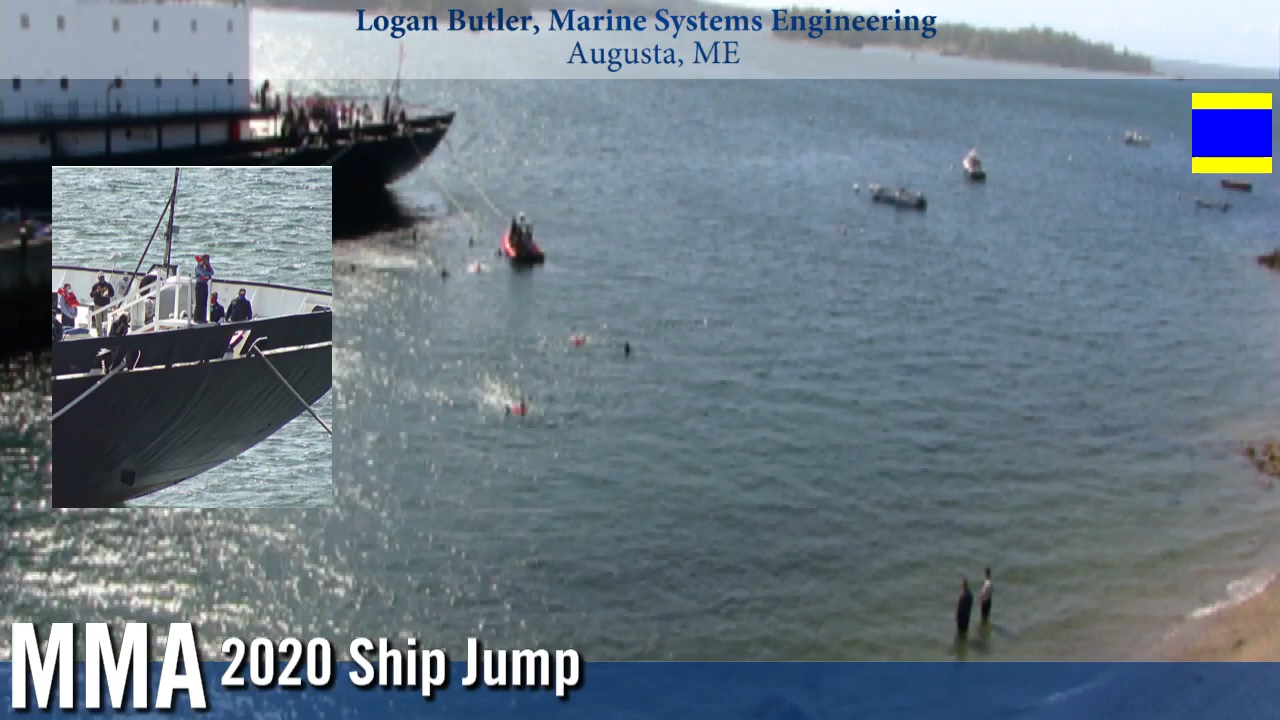 Logan Butler, Marine Systems Engineering
Augusta, ME
MMA 2020 Ship Jump